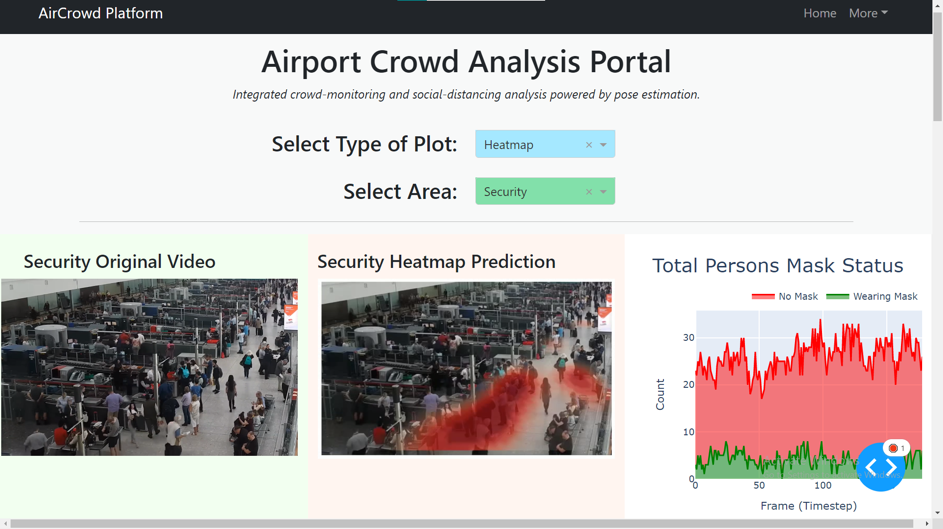 AirCrowd Platform
Home More
Airport Crowd Analysis Portal
Integrated crowd-monitoring and social-distancing analysis powered by pose estimation.
Select Type of Plot: Heatmap
Select Area: Security
Security Original Video
Security Heatmap Prediction
Total Persons Mask Status
No Mask Wearing Mask
30
20
10
0
Count
0 50 100
Frame (Timestep)
1